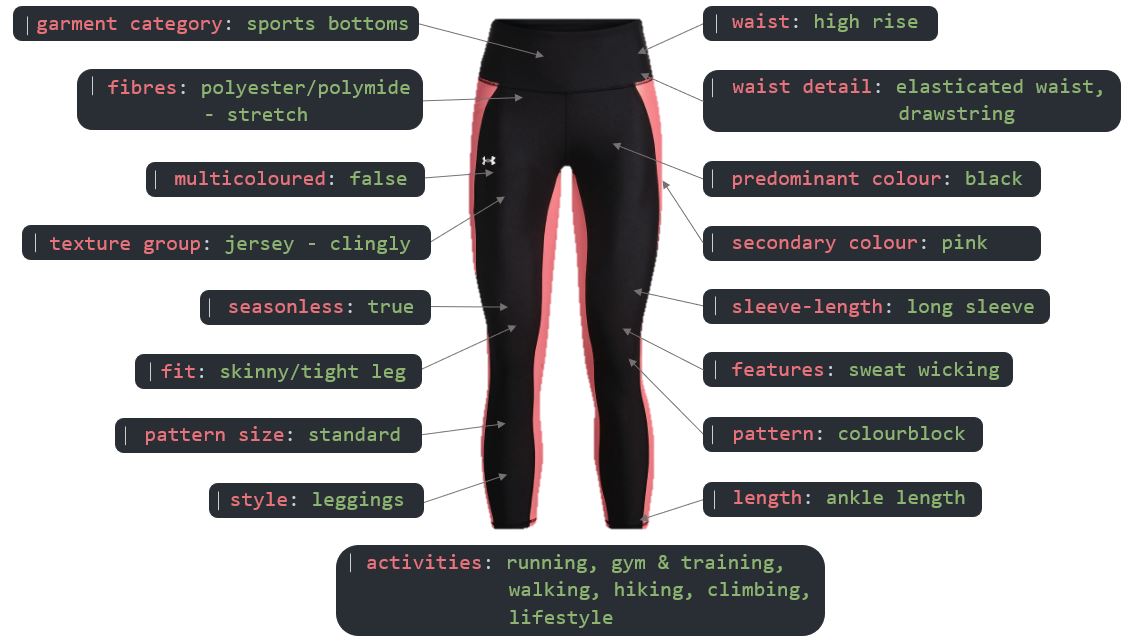 garment category: sports bottoms
waist: high rise
fibres: polyester/polymide
- stretch
waist detail: elasticated waist,
drawstring
multicoloured: false
predominant colour: black
texture group: jersey - clingly
secondary colour: pink
seasonless: true
sleeve-length: long sleeve
fit: skinny/tight leg
features: sweat wicking
pattern size: standard
pattern: colourblock
style: leggings
length: ankle length
activities: running, gym & training,
walking, hiking, climbing,
lifestyle